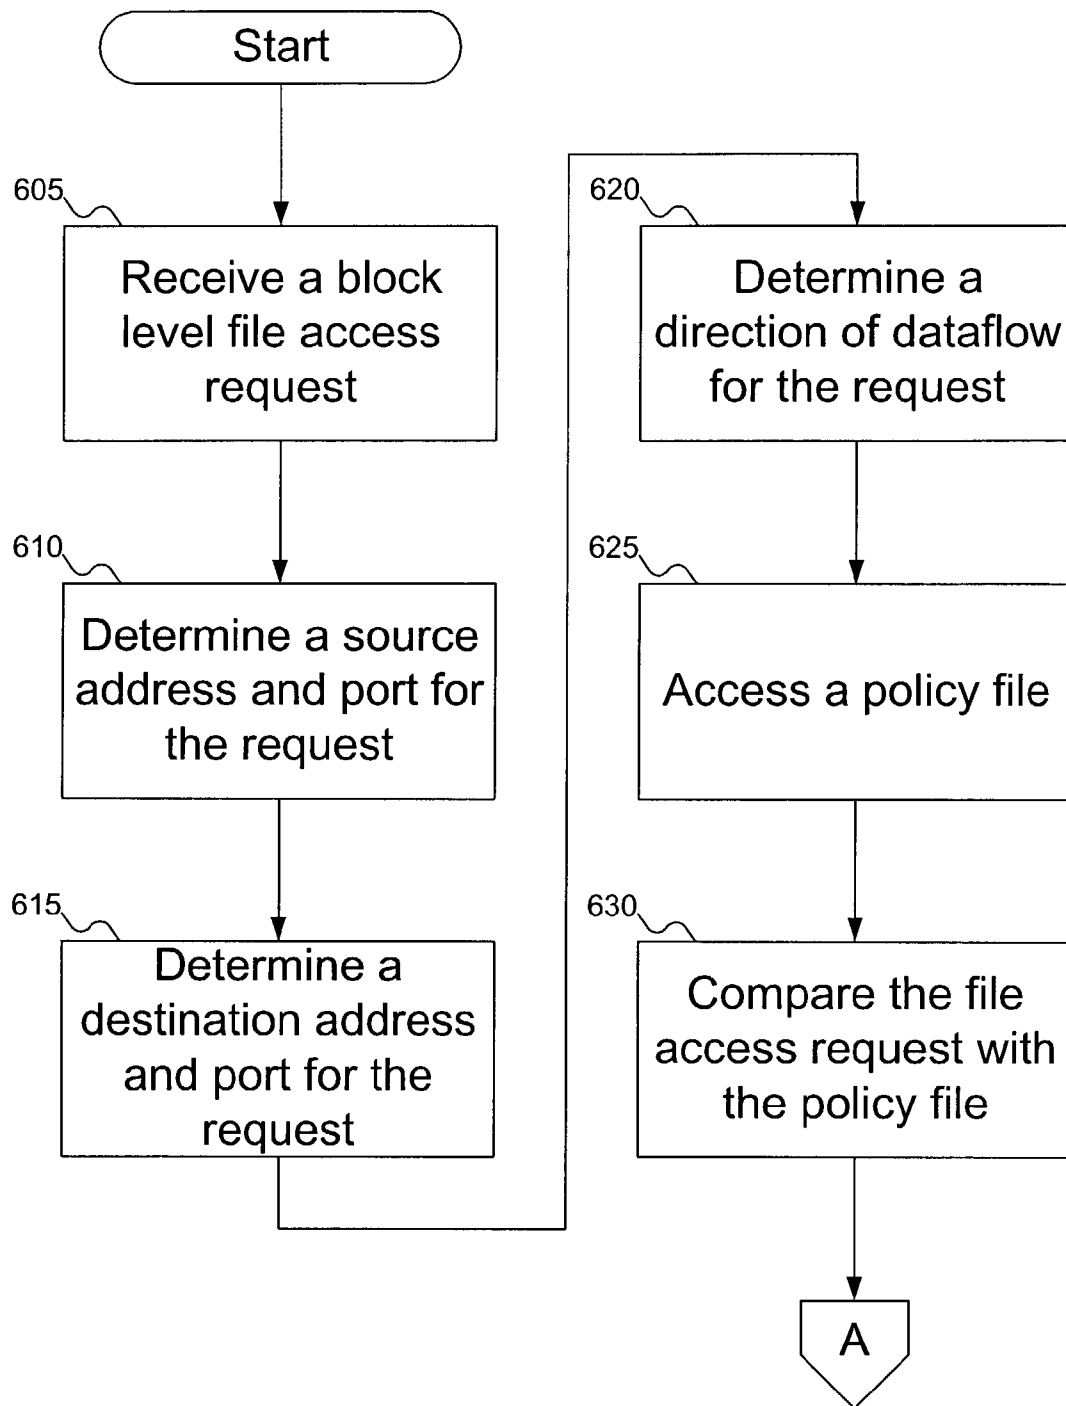 Start
605
Receive a block
level file access
request
610
Determine a source
address and port for
the request
615
Determine a
destination address
and port for the
request
620
Determine a
direction of dataflow
for the request
625
Access a policy file
630
Compare the file
access request with
the policy file
A